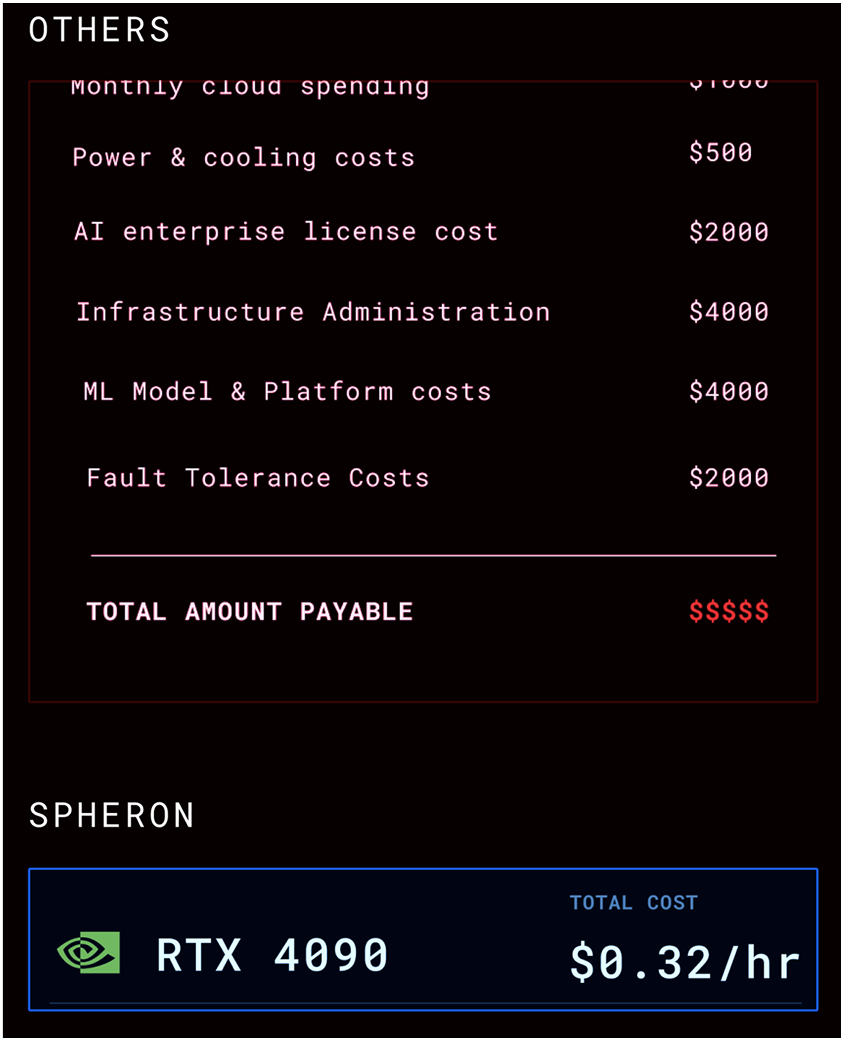 OTHERS
Monthly cloud spending $1000
Power & cooling costs $500
AI enterprise license cost $2000
Infrastructure Administration $4000
ML Model & Platform costs $4000
Fault Tolerance Costs $2000
TOTAL AMOUNT PAYABLE $$$$$
SPHERON
TOTAL COST
RTX 4090 $0.32/hr